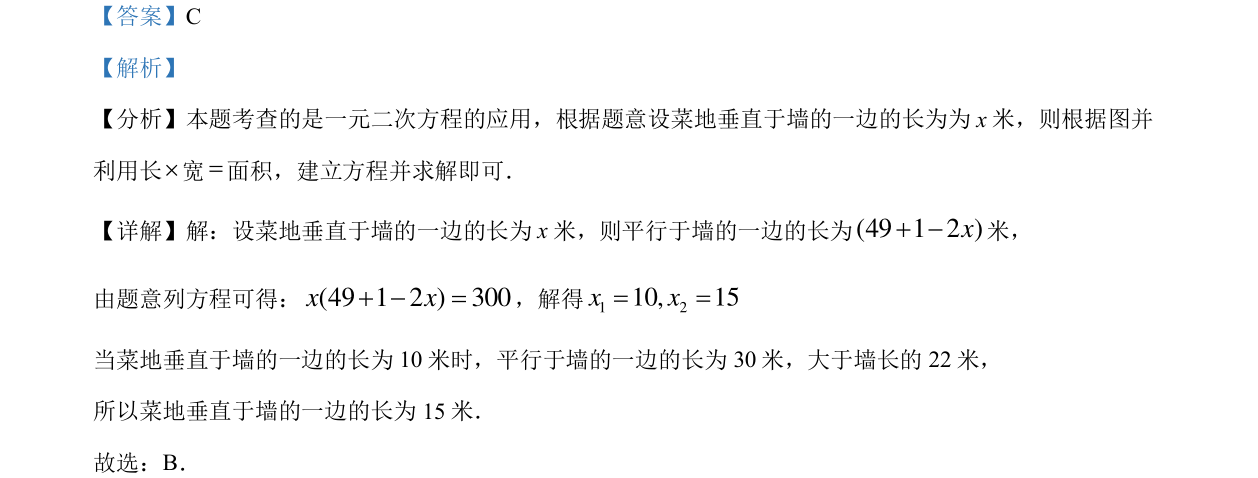 【答案】C
【解析】
【分析】本题考查的是一元二次方程的应用，根据题意设菜地垂直于墙的一边的长为为 x 米，则根据图并
利用长×宽=面积，建立方程并求解即可．
【详解】解：设菜地垂直于墙的一边的长为 x 米，则平行于墙的一边的长为(49+1−2x)米，
由题意列方程可得：x(49+1−2x)=300，解得 x₁=10, x₂=15
当菜地垂直于墙的一边的长为 10 米时，平行于墙的一边的长为 30 米，大于墙长的 22 米，
所以菜地垂直于墙的一边的长为 15 米．
故选：B．